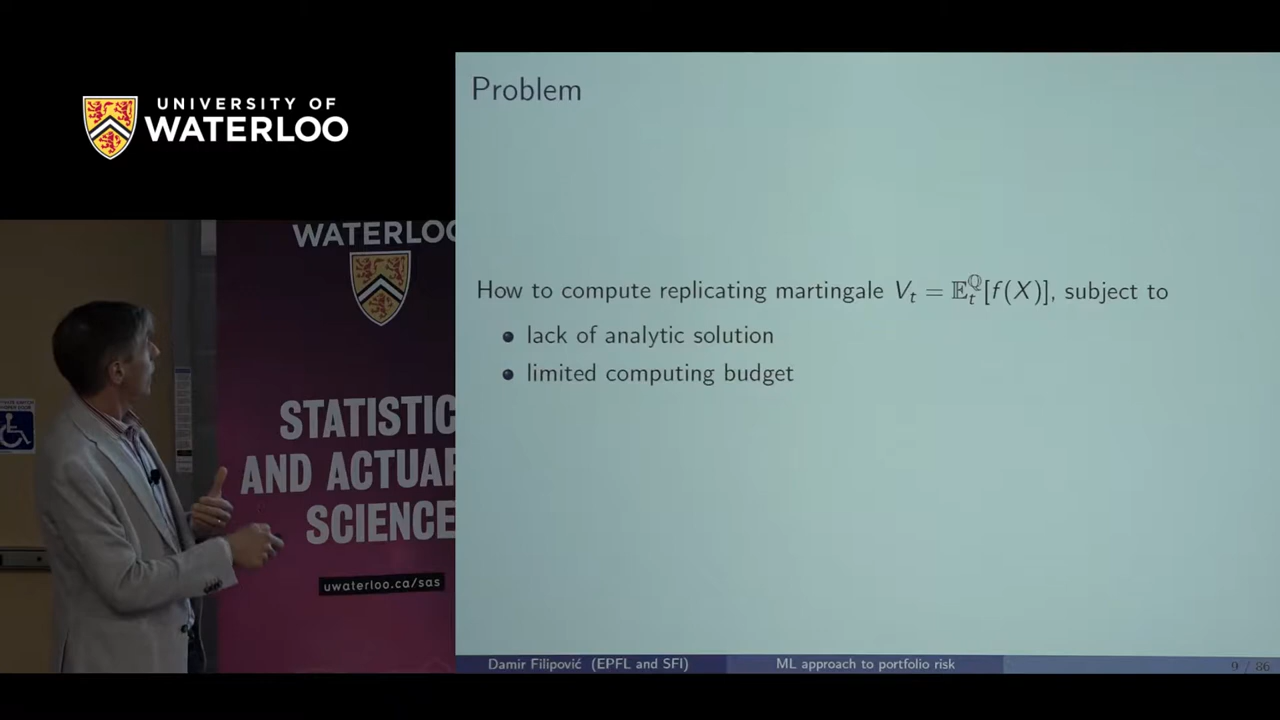 UNIVERSITY OF
WATERLOO
WATERLOO
STATISTIC
AND ACTUAR
SCIENCE
uwaterloo.ca/sas
Problem
How to compute replicating martingale V_t = 𝔼_t^ℚ[f(X)], subject to
• lack of analytic solution
• limited computing budget
Damir Filipović (EPFL and SFI) ML approach to portfolio risk 9 / 86